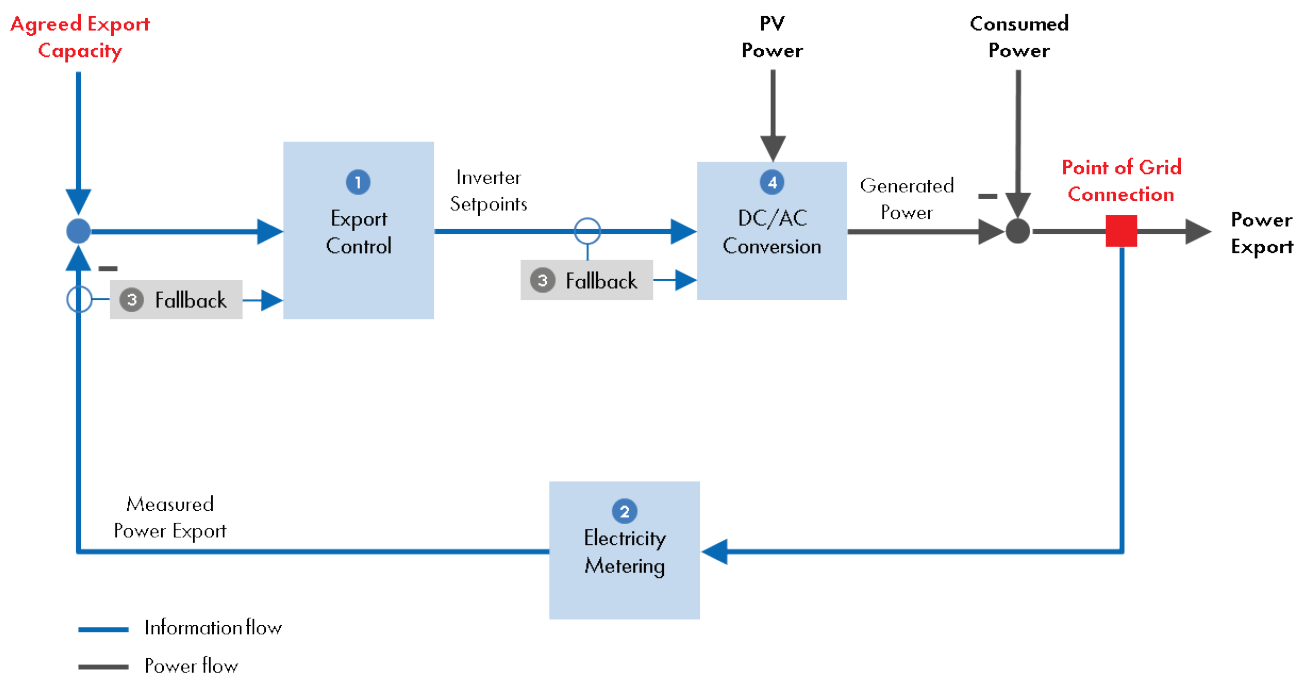 Agreed Export
Capacity
PV
Power
Consumed
Power
1
Export
Control
Inverter
Setpoints
4
DC/AC
Conversion
Generated
Power
Point of Grid
Connection
Power
Export
3 Fallback
3 Fallback
Measured
Power Export
2
Electricity
Metering
Information flow
Power flow